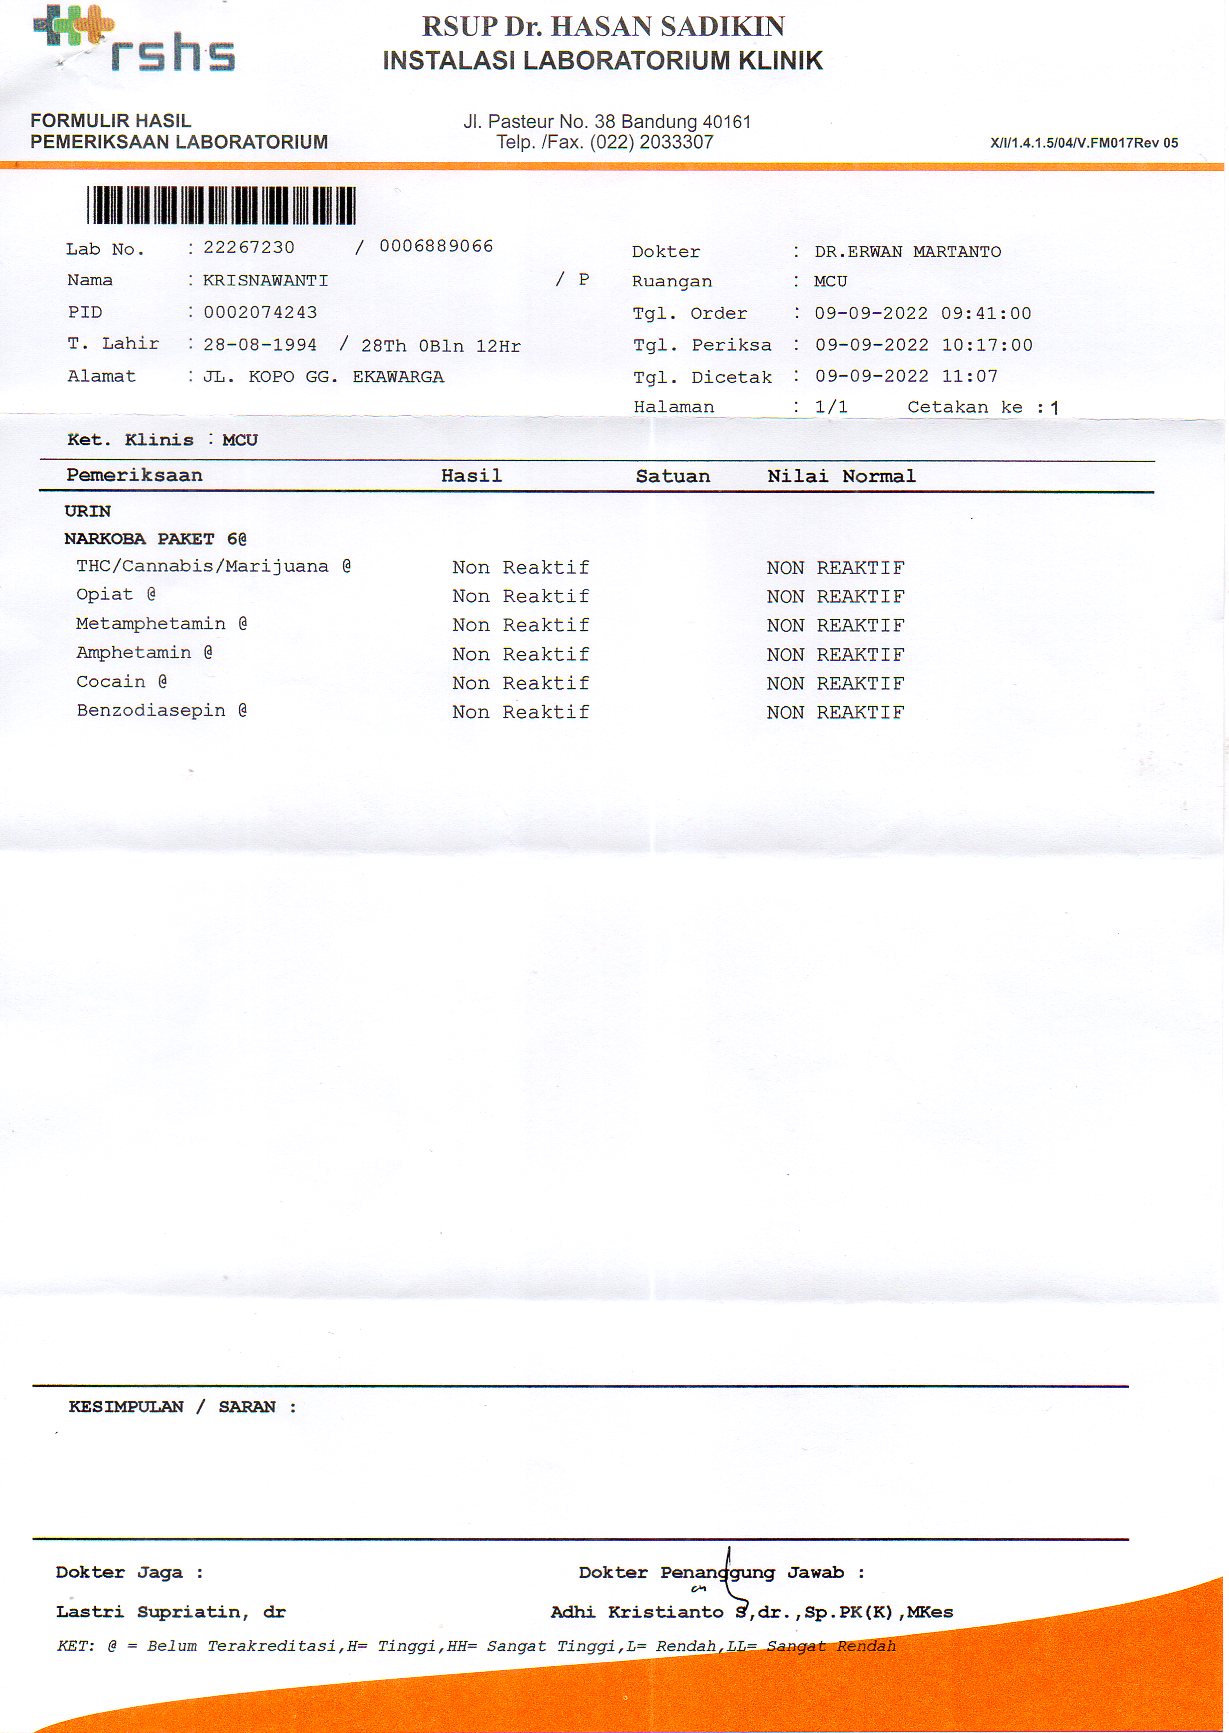 rshs
RSUP Dr. HASAN SADIKIN
INSTALASI LABORATORIUM KLINIK
FORMULIR HASIL
PEMERIKSAAN LABORATORIUM
Jl. Pasteur No. 38 Bandung 40161
Telp. /Fax. (022) 2033307
X/I/1.4.1.5/04/V.FM017Rev 05
Lab No. : 22267230 / 0006889066
Nama : KRISNAWANTI / P
PID : 0002074243
T. Lahir : 28-08-1994 / 28Th 0Bln 12Hr
Alamat : JL. KOPO GG. EKAWARGA
Dokter : DR.ERWAN MARTANTO
Ruangan : MCU
Tgl. Order : 09-09-2022 09:41:00
Tgl. Periksa : 09-09-2022 10:17:00
Tgl. Dicetak : 09-09-2022 11:07
Halaman : 1/1 Cetakan ke : 1
Ket. Klinis : MCU
Pemeriksaan Hasil Satuan Nilai Normal
URIN
NARKOBA PAKET 6@
THC/Cannabis/Marijuana @ Non Reaktif NON REAKTIF
Opiat @ Non Reaktif NON REAKTIF
Metamphetamin @ Non Reaktif NON REAKTIF
Amphetamin @ Non Reaktif NON REAKTIF
Cocain @ Non Reaktif NON REAKTIF
Benzodiasepin @ Non Reaktif NON REAKTIF
KESIMPULAN / SARAN :
Dokter Jaga : Dokter Penanggung Jawab :
Lastri Supriatin, dr Adhi Kristianto S,dr.,Sp.PK(K),MKes
KET: @ = Belum Terakreditasi,H= Tinggi,HH= Sangat Tinggi,L= Rendah,LL= Sangat Rendah